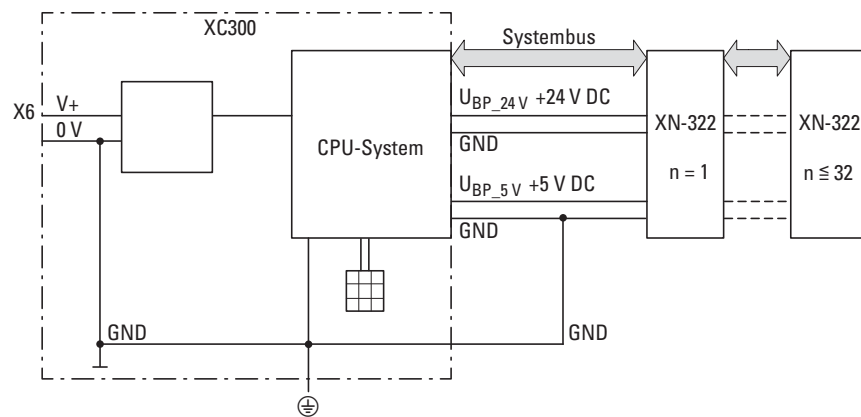 XC300
Systembus
X6
V+
0 V
CPU-System
U_BP_24 V +24 V DC
GND
U_BP_5 V +5 V DC
GND
XN-322
n = 1
XN-322
n ≦ 32
GND
GND